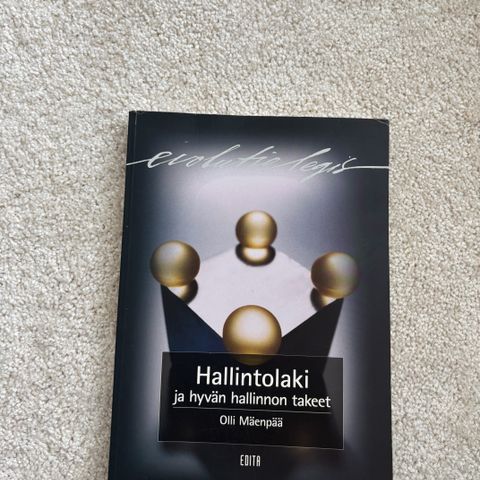 evolutio legis
Hallintolaki
ja hyvän hallinnon takeet
Olli Mäenpää
EDITA